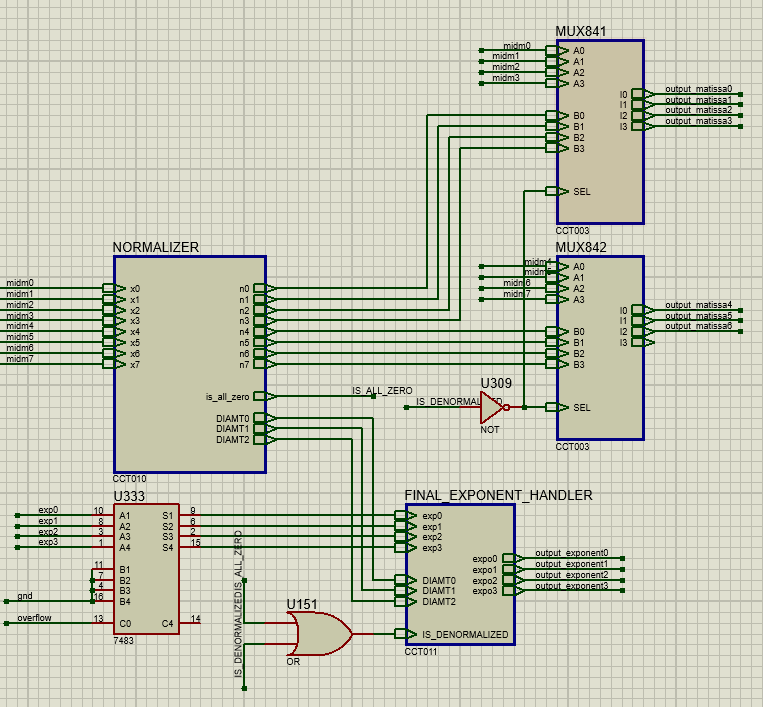 MUX841
midm0 A0
midm1 A1
midm2 A2
midm3 A3
I0 output_matissa0
I1 output_matissa1
I2 output_matissa2
I3 output_matissa3
B0
B1
B2
B3
SEL
CCT003
MUX842
midm4 A0
midm5 A1
midm6 A2
midm7 A3
I0 output_matissa4
I1 output_matissa5
I2 output_matissa6
I3
B0
B1
B2
B3
SEL
CCT003
NORMALIZER
midm0 x0 n0
midm1 x1 n1
midm2 x2 n2
midm3 x3 n3
midm4 x4 n4
midm5 x5 n5
midm6 x6 n6
midm7 x7 n7
is_all_zero IS_ALL_ZERO
DIAMT0
DIAMT1
DIAMT2
CCT010
U309
IS_DENORMALIZED
NOT
U333
exp0 10 A1 S1 9
exp1 8 A2 S2 6
exp2 3 A3 S3 2
exp3 1 A4 S4 15
11 B1
7 B2
4 B3
gnd 16 B4
overflow 13 C0 C4 14
7483
IS_ALL_ZERO
IS_DENORMALIZED
U151
OR
FINAL_EXPONENT_HANDLER
exp0
exp1
exp2
exp3
expo0 output_exponent0
expo1 output_exponent1
expo2 output_exponent2
expo3 output_exponent3
DIAMT0
DIAMT1
DIAMT2
IS_DENORMALIZED
CCT011